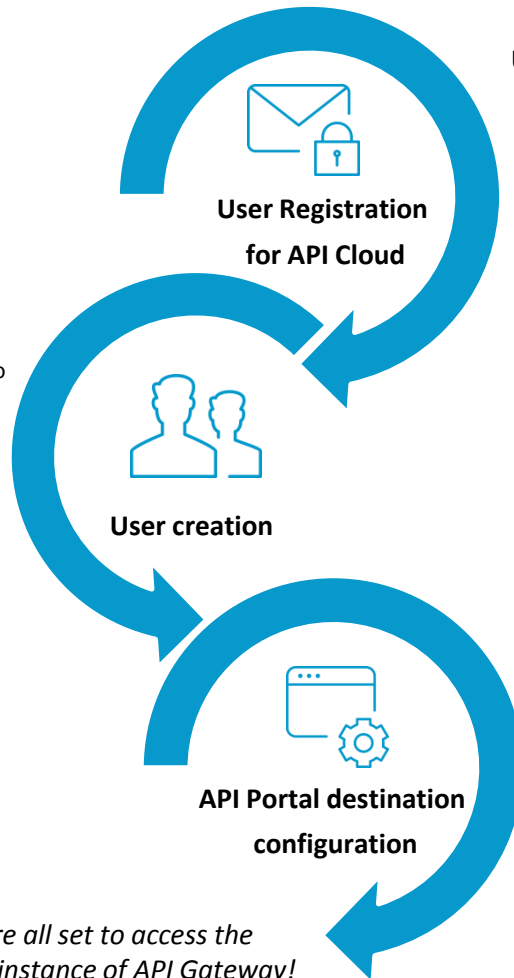 User Registration
for API Cloud
User creation
API Portal destination
configuration
all set to access the
instance of API Gateway!